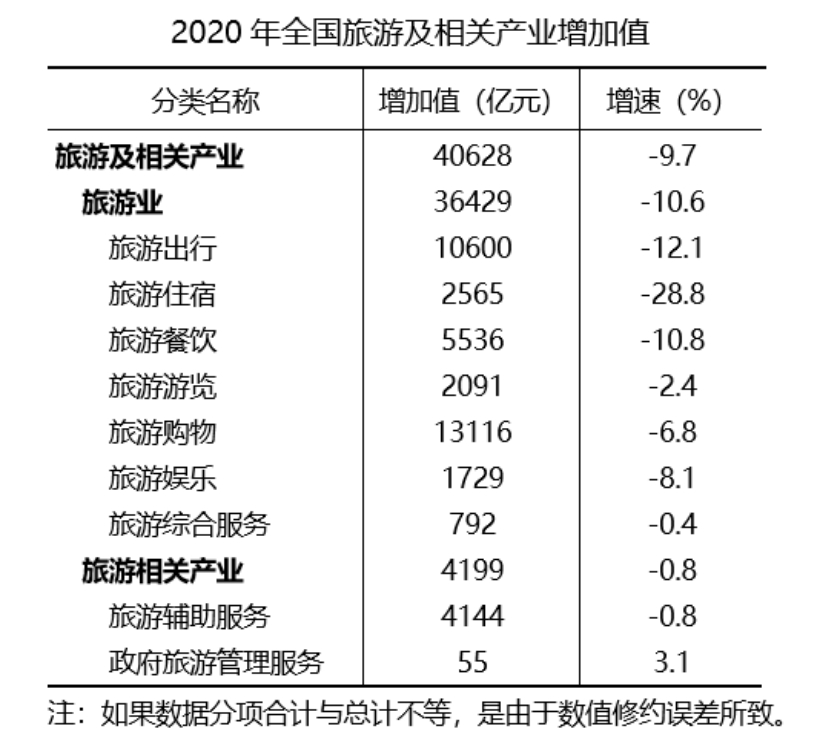 2020 年全国旅游及相关产业增加值
分类名称 增加值（亿元） 增速（%）
旅游及相关产业 40628 -9.7
旅游业 36429 -10.6
旅游出行 10600 -12.1
旅游住宿 2565 -28.8
旅游餐饮 5536 -10.8
旅游游览 2091 -2.4
旅游购物 13116 -6.8
旅游娱乐 1729 -8.1
旅游综合服务 792 -0.4
旅游相关产业 4199 -0.8
旅游辅助服务 4144 -0.8
政府旅游管理服务 55 3.1
注：如果数据分项合计与总计不等，是由于数值修约误差所致。